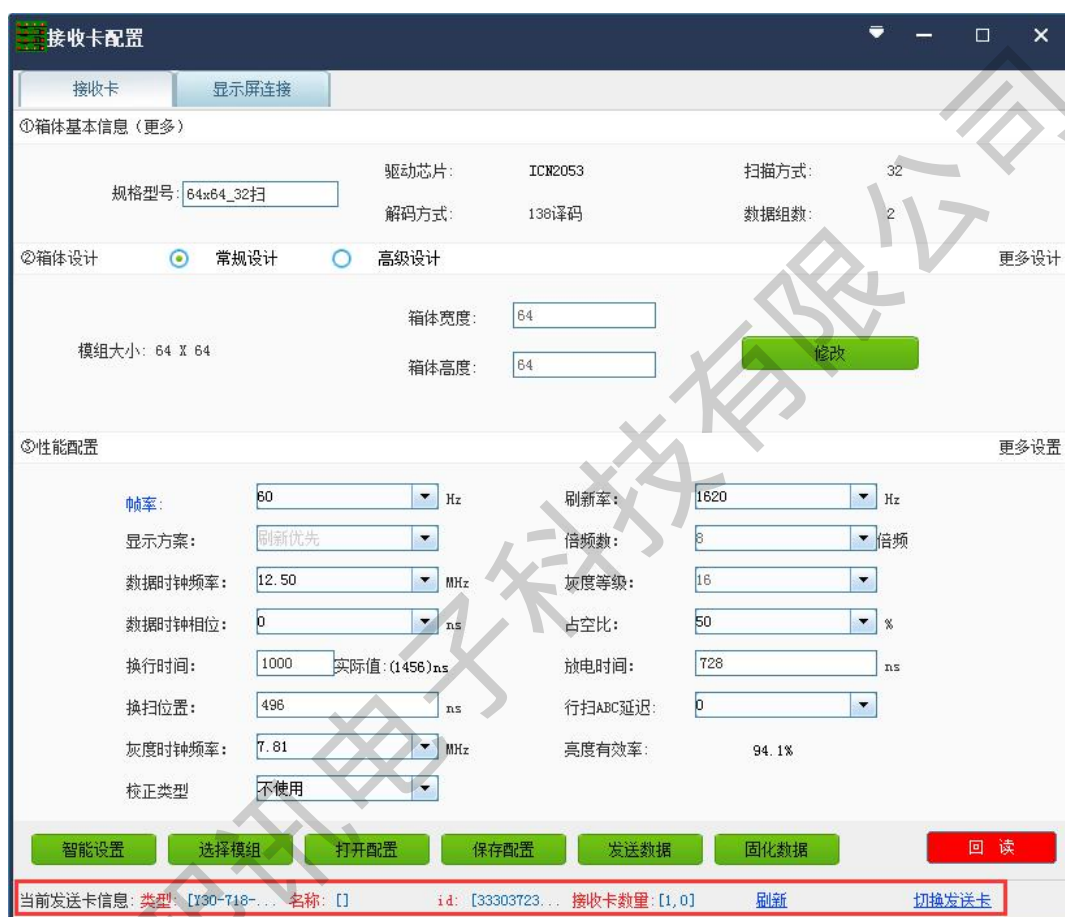 接收卡配置
接收卡 显示屏连接
①箱体基本信息（更多）
驱动芯片: ICN2053 扫描方式: 32
规格型号: 64x64_32扫
解码方式: 138译码 数据组数: 2
②箱体设计 常规设计 高级设计 更多设计
箱体宽度: 64
模组大小: 64 X 64 修改
箱体高度: 64
③性能配置 更多设置
帧率: 60 Hz 刷新率: 1620 Hz
显示方案: 刷新优先 倍频数: 8 倍频
数据时钟频率: 12.50 MHz 灰度等级: 16
数据时钟相位: 0 ns 占空比: 50 %
换行时间: 1000 实际值:(1456)ns 放电时间: 728 ns
换扫位置: 496 ns 行扫ABC延迟: 0
灰度时钟频率: 7.81 MHz 亮度有效率: 94.1%
校正类型 不使用
智能设置 选择模组 打开配置 保存配置 发送数据 固化数据 回 读
当前发送卡信息: 类型: [Y30-718-... 名称: [] id: [33303723... 接收卡数量:[1,0] 刷新 切换发送卡
讯电子科技有限公司